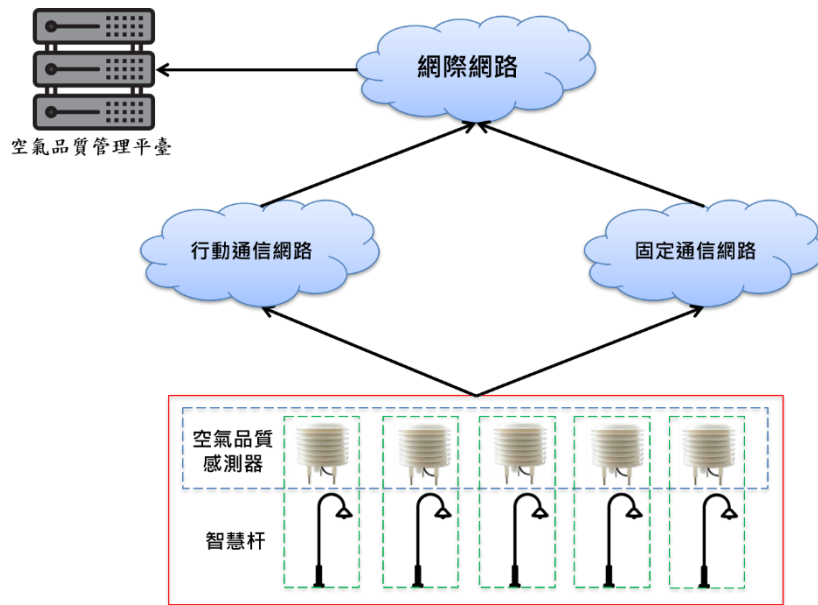 網際網路
空氣品質管理平臺
行動通信網路
固定通信網路
空氣品質
感測器
智慧杆